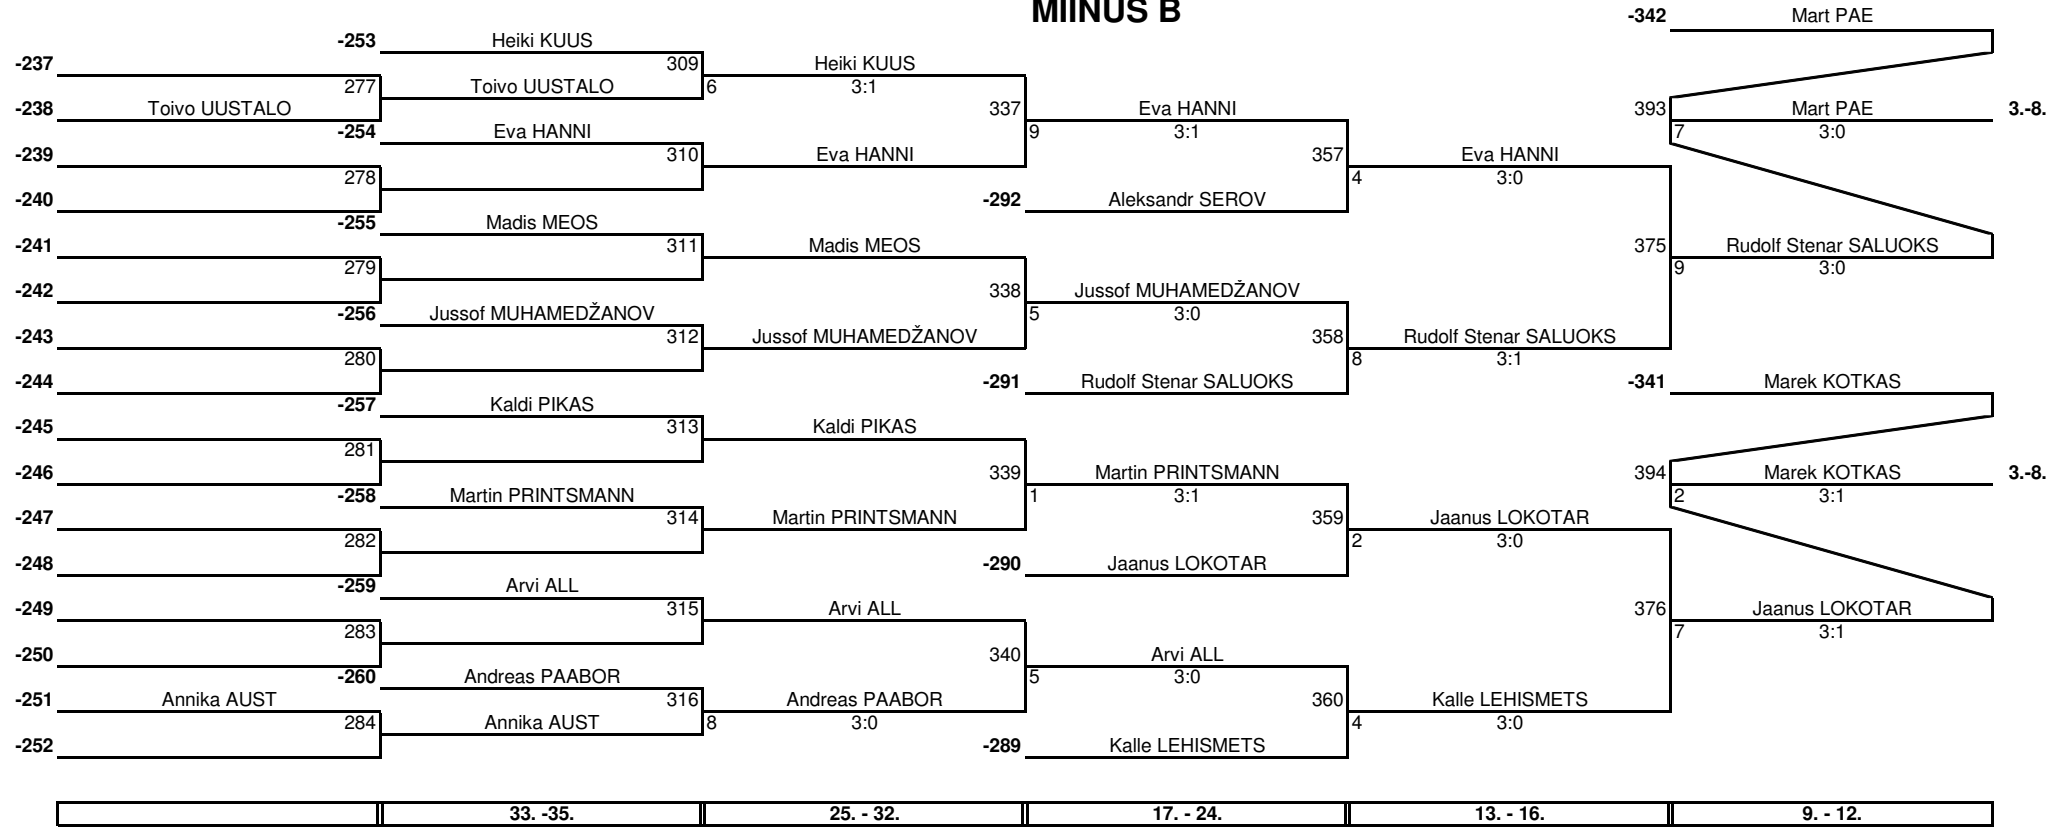 MIINUS B
-342 Mart PAE
-253 Heiki KUUS
-237 309 Heiki KUUS
277 Toivo UUSTALO 6 3:1
-238 Toivo UUSTALO 337 Eva HANNI 393 Mart PAE 3.-8.
-254 Eva HANNI 9 3:1 7 3:0
-239 310 Eva HANNI 357 Eva HANNI
278 4 3:0
-240 -292 Aleksandr SEROV
-255 Madis MEOS
-241 311 Madis MEOS 375 Rudolf Stenar SALUOKS
279 9 3:0
-242 338 Jussof MUHAMEDŽANOV
-256 Jussof MUHAMEDŽANOV 5 3:0
-243 312 Jussof MUHAMEDŽANOV 358 Rudolf Stenar SALUOKS
280 8 3:1
-244 -291 Rudolf Stenar SALUOKS -341 Marek KOTKAS
-257 Kaldi PIKAS
-245 313 Kaldi PIKAS
281
-246 339 Martin PRINTSMANN 394 Marek KOTKAS 3.-8.
-258 Martin PRINTSMANN 1 3:1 2 3:1
-247 314 Martin PRINTSMANN 359 Jaanus LOKOTAR
282 2 3:0
-248 -290 Jaanus LOKOTAR
-259 Arvi ALL
-249 315 Arvi ALL 376 Jaanus LOKOTAR
283 7 3:1
-250 340 Arvi ALL
-260 Andreas PAABOR 5 3:0
-251 Annika AUST 316 Andreas PAABOR 360 Kalle LEHISMETS
284 Annika AUST 8 3:0 4 3:0
-252 -289 Kalle LEHISMETS
33. -35. 25. - 32. 17. - 24. 13. - 16. 9. - 12.